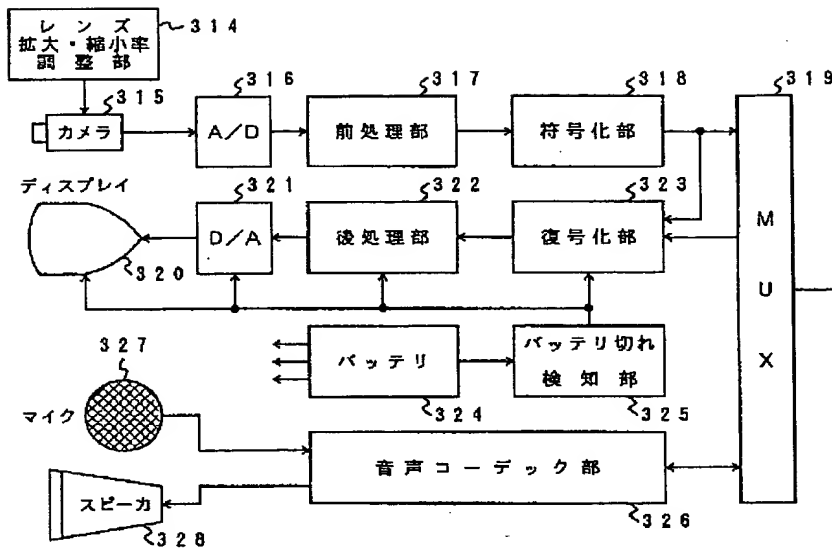 レンズ
拡大・縮小率
調整部
314
315
カメラ
316
A/D
317
前処理部
318
符号化部
319
MUX
ディスプレイ
320
321
D/A
322
後処理部
323
復号化部
バッテリ
324
バッテリ切れ
検知部
325
327
マイク
音声コーデック部
326
スピーカ
328